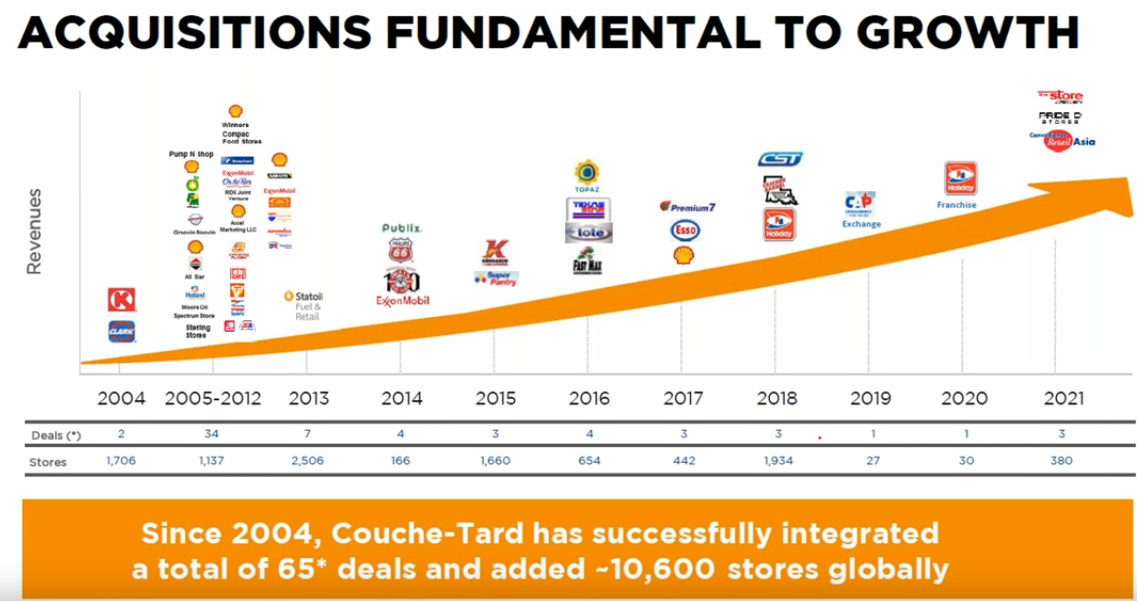 ACQUISITIONS FUNDAMENTAL TO GROWTH
Revenues
K
CLARK
Pump N Shop
Groovin Noovin
All Star
Holland
Moore Oil
Spectrum Store
Sterling
Stores
Winners
Compac
Food Stores
ExxonMobil
On the Run
RDK Joint
Venture
Accel
Marketing LLC
ExxonMobil
Statoil
Fuel &
Retail
Publix.
PHILLIPS
66
ExxonMobil
K
Super
Pantry
TOPAZ
TEXAS
STAR
tote
FAST MAX
Premium7
Esso
CST
CRACKER
BARREL
Holiday
CAP
Exchange
Holiday
Franchise
store
PRIDE
STORES
Convenience
Retail Asia
2004 2005-2012 2013 2014 2015 2016 2017 2018 2019 2020 2021
Deals (*) 2 34 7 4 3 4 3 3 1 1 3
Stores 1,706 1,137 2,506 166 1,660 654 442 1,934 27 30 380
Since 2004, Couche-Tard has successfully integrated
a total of 65* deals and added ~10,600 stores globally